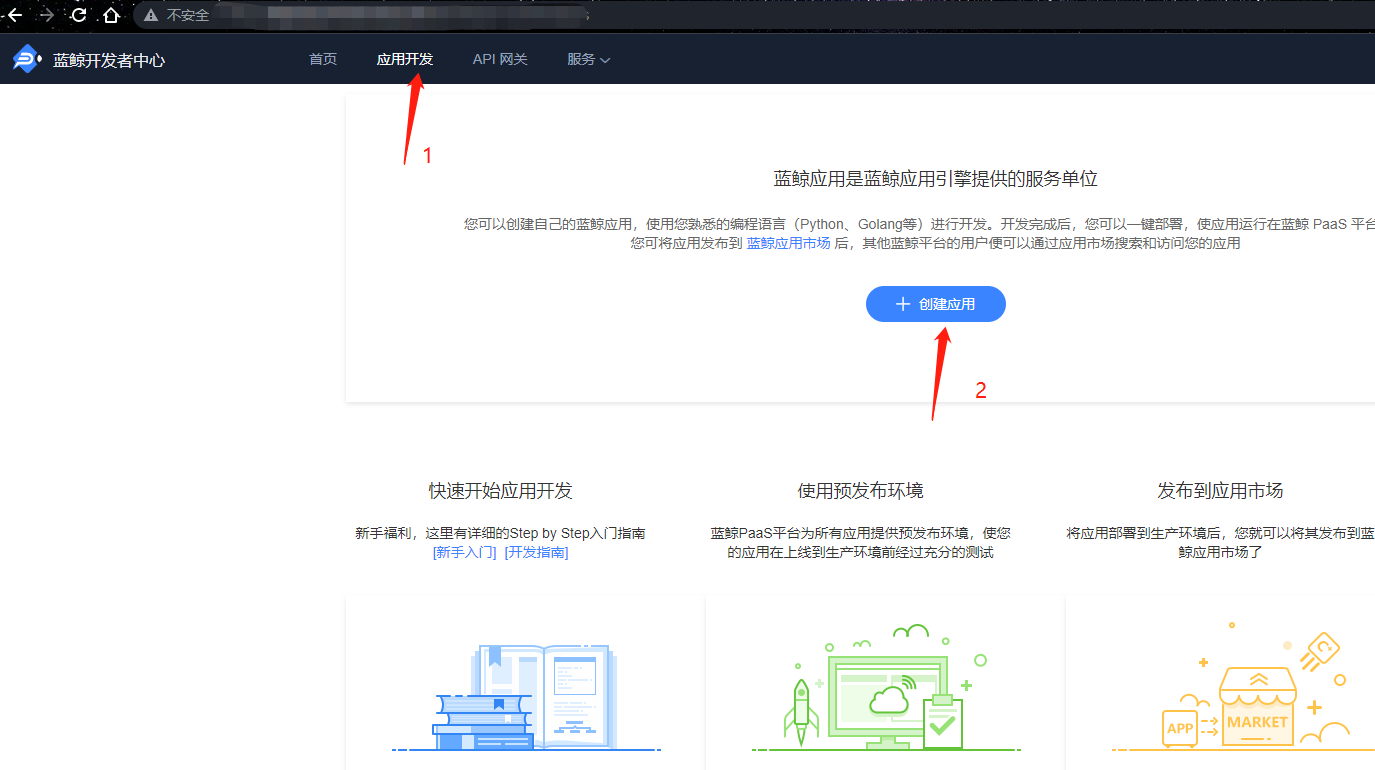 不安全
蓝鲸开发者中心
首页
应用开发
API 网关
服务
1
蓝鲸应用是蓝鲸应用引擎提供的服务单位
您可以创建自己的蓝鲸应用，使用您熟悉的编程语言（Python、Golang等）进行开发。开发完成后，您可以一键部署，使应用运行在蓝鲸 PaaS 平台
您可将应用发布到 蓝鲸应用市场 后，其他蓝鲸平台的用户便可以通过应用市场搜索和访问您的应用
创建应用
2
快速开始应用开发
新手福利，这里有详细的Step by Step入门指南
[新手入门] [开发指南]
使用预发布环境
蓝鲸PaaS平台为所有应用提供预发布环境，使您
的应用在上线到生产环境前经过充分的测试
发布到应用市场
将应用部署到生产环境后，您就可以将其发布到蓝
鲸应用市场了
APP
MARKET